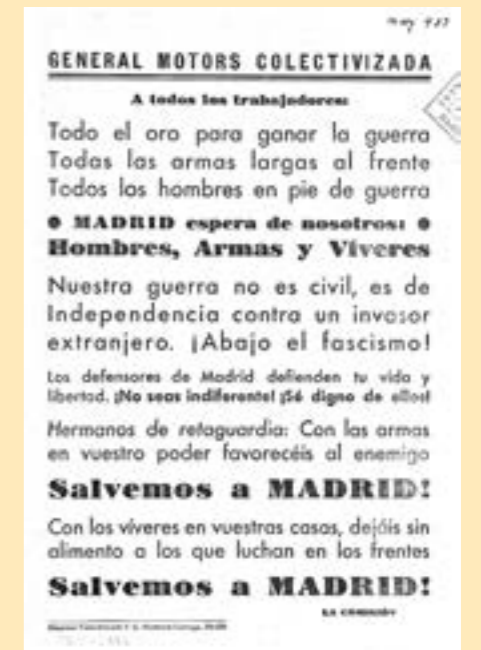 GENERAL MOTORS COLECTIVIZADA
A todos los trabajadores:
Todo el oro para ganar la guerra
Todas las armas largas al frente
Todos los hombres en pie de guerra
● MADRID espera de nosotros: ●
Hombres, Armas y Víveres
Nuestra guerra no es civil, es de
Independencia contra un invasor
extranjero. ¡Abajo el fascismo!
Los defensores de Madrid defienden tu vida y
libertad. ¡No seas indiferente! ¡Sé digno de ellos!
Hermanos de retaguardia: Con las armas
en vuestro poder favorecéis al enemigo
Salvemos a MADRID!
Con los víveres en vuestras casas, dejáis sin
alimento a los que luchan en los frentes
Salvemos a MADRID!
LA COMISIÓN